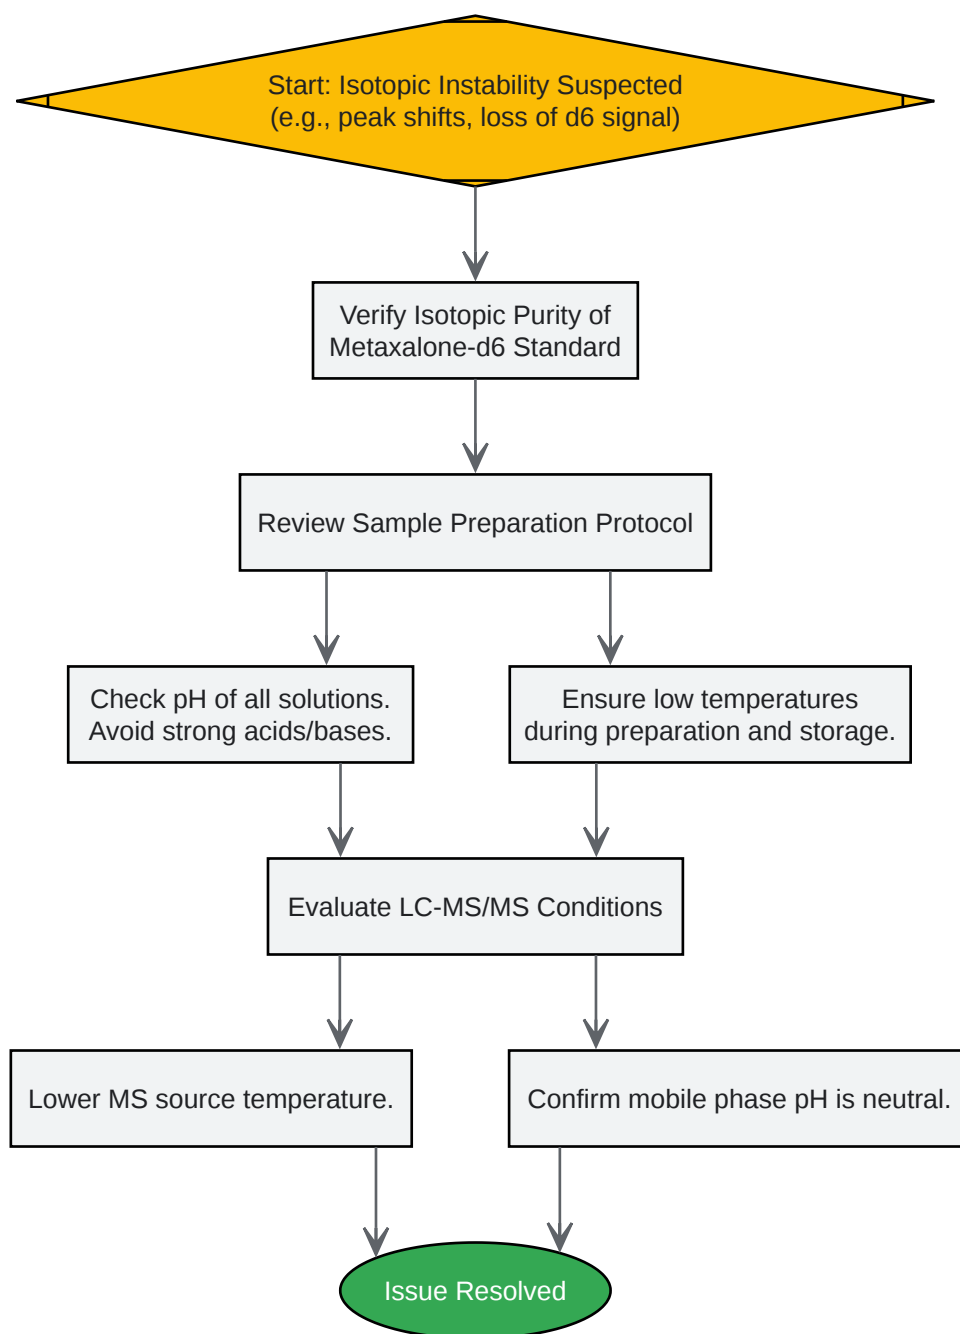 Start: Isotopic Instability Suspected
(e.g., peak shifts, loss of d6 signal)
Verify Isotopic Purity of
Metaxalone-d6 Standard
Review Sample Preparation Protocol
Check pH of all solutions.
Avoid strong acids/bases.
Ensure low temperatures
during preparation and storage.
Evaluate LC-MS/MS Conditions
Lower MS source temperature.
Confirm mobile phase pH is neutral.
Issue Resolved